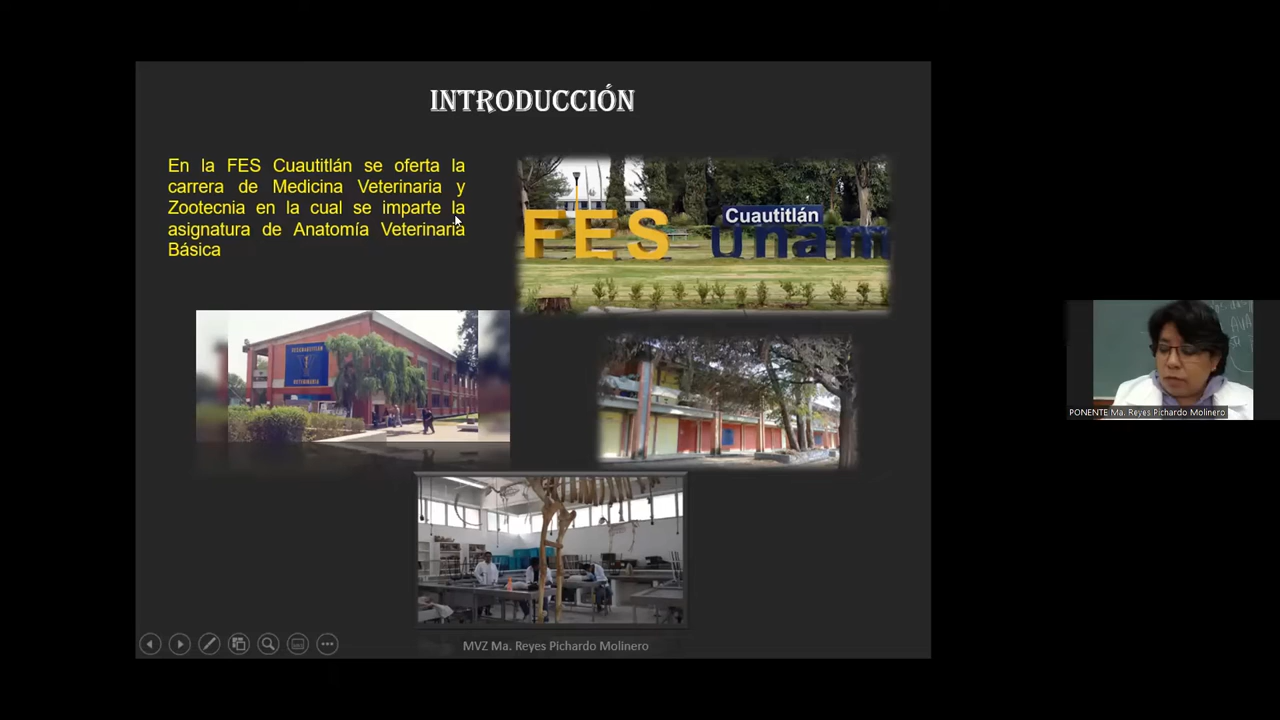 INTRODUCCIÓN
En la FES Cuautitlán se oferta la
carrera de Medicina Veterinaria y
Zootecnia en la cual se imparte la
asignatura de Anatomía Veterinaria
Básica
FES
Cuautitlán
unam
VETERINARIA
PONENTE Ma. Reyes Pichardo Molinero
MVZ Ma. Reyes Pichardo Molinero